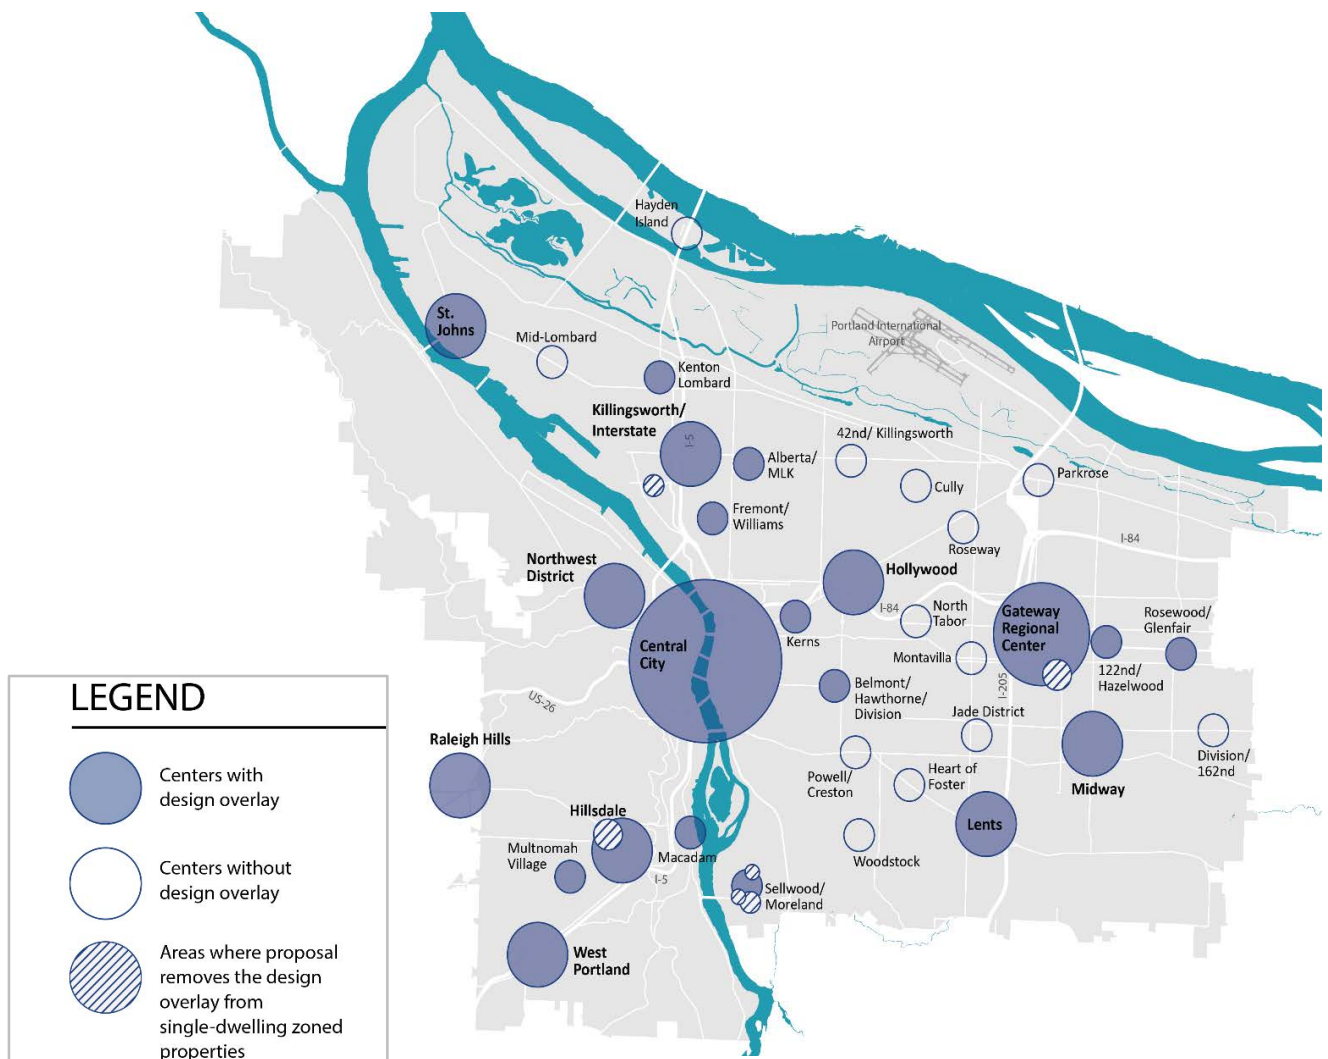 Hayden
Island
Portland International
Airport
St.
Johns
Mid-Lombard
Kenton
Lombard
Killingsworth/
Interstate
I-5
Alberta/
MLK
42nd/ Killingsworth
Cully
Parkrose
Fremont/
Williams
Roseway
I-84
Northwest
District
Hollywood
I-84
North
Tabor
Gateway
Regional
Center
Rosewood/
Glenfair
Kerns
Central
City
Montavilla
122nd/
Hazelwood
I-205
Belmont/
Hawthorne/
Division
US-26
Jade District
Raleigh Hills
Division/
162nd
Powell/
Creston
Heart of
Foster
Midway
Hillsdale
Lents
Multnomah
Village
Macadam
Woodstock
I-5
Sellwood/
Moreland
West
Portland
LEGEND
Centers with
design overlay
Centers without
design overlay
Areas where proposal
removes the design
overlay from
single-dwelling zoned
properties